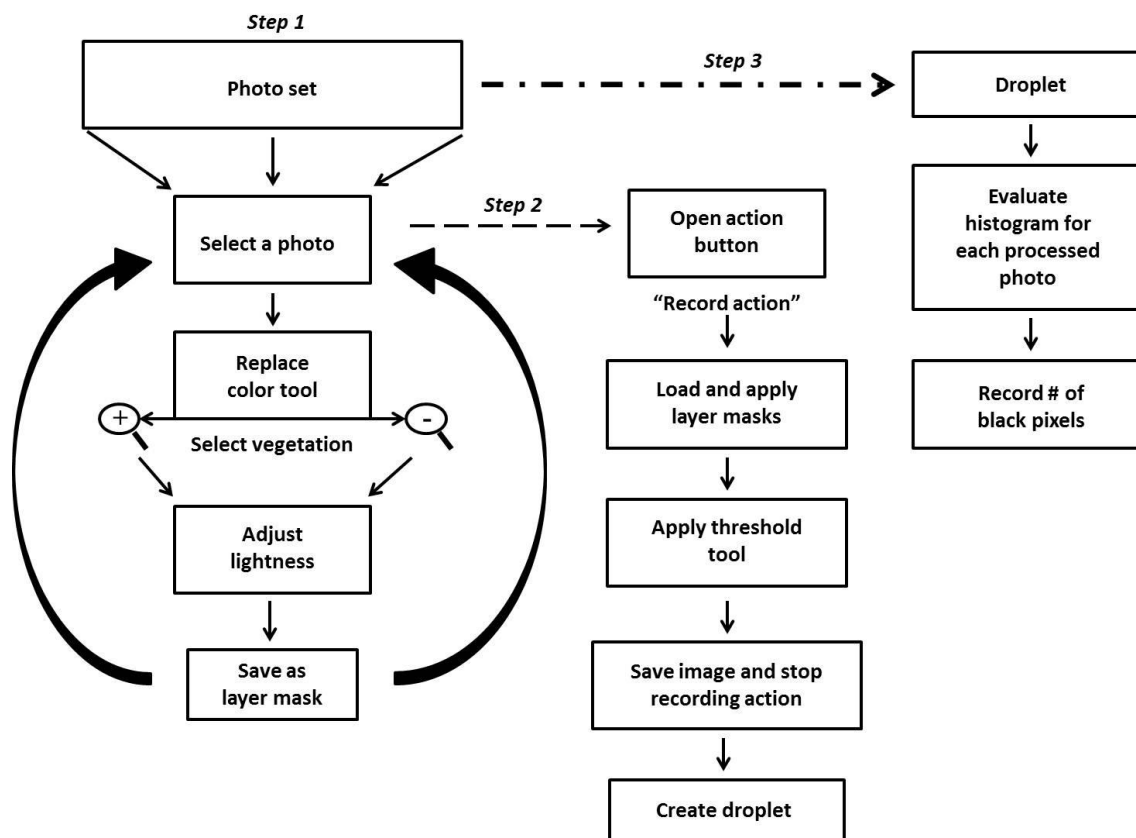 Step 1
Photo set
Select a photo
Replace
color tool
+
-
Select vegetation
Adjust
lightness
Save as
layer mask
Step 2
Open action
button
“Record action”
Load and apply
layer masks
Apply threshold
tool
Save image and stop
recording action
Create droplet
Step 3
Droplet
Evaluate
histogram for
each processed
photo
Record # of
black pixels